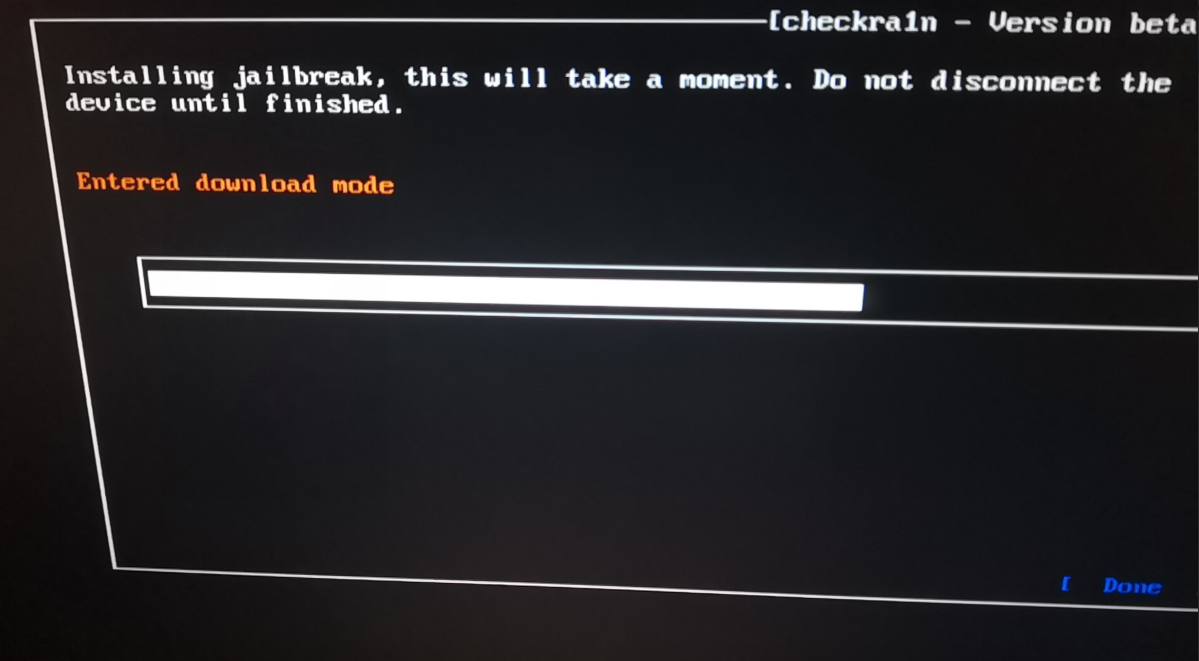 [checkra1n - Version beta
Installing jailbreak, this will take a moment. Do not disconnect the
device until finished.
Entered download mode
[ Done